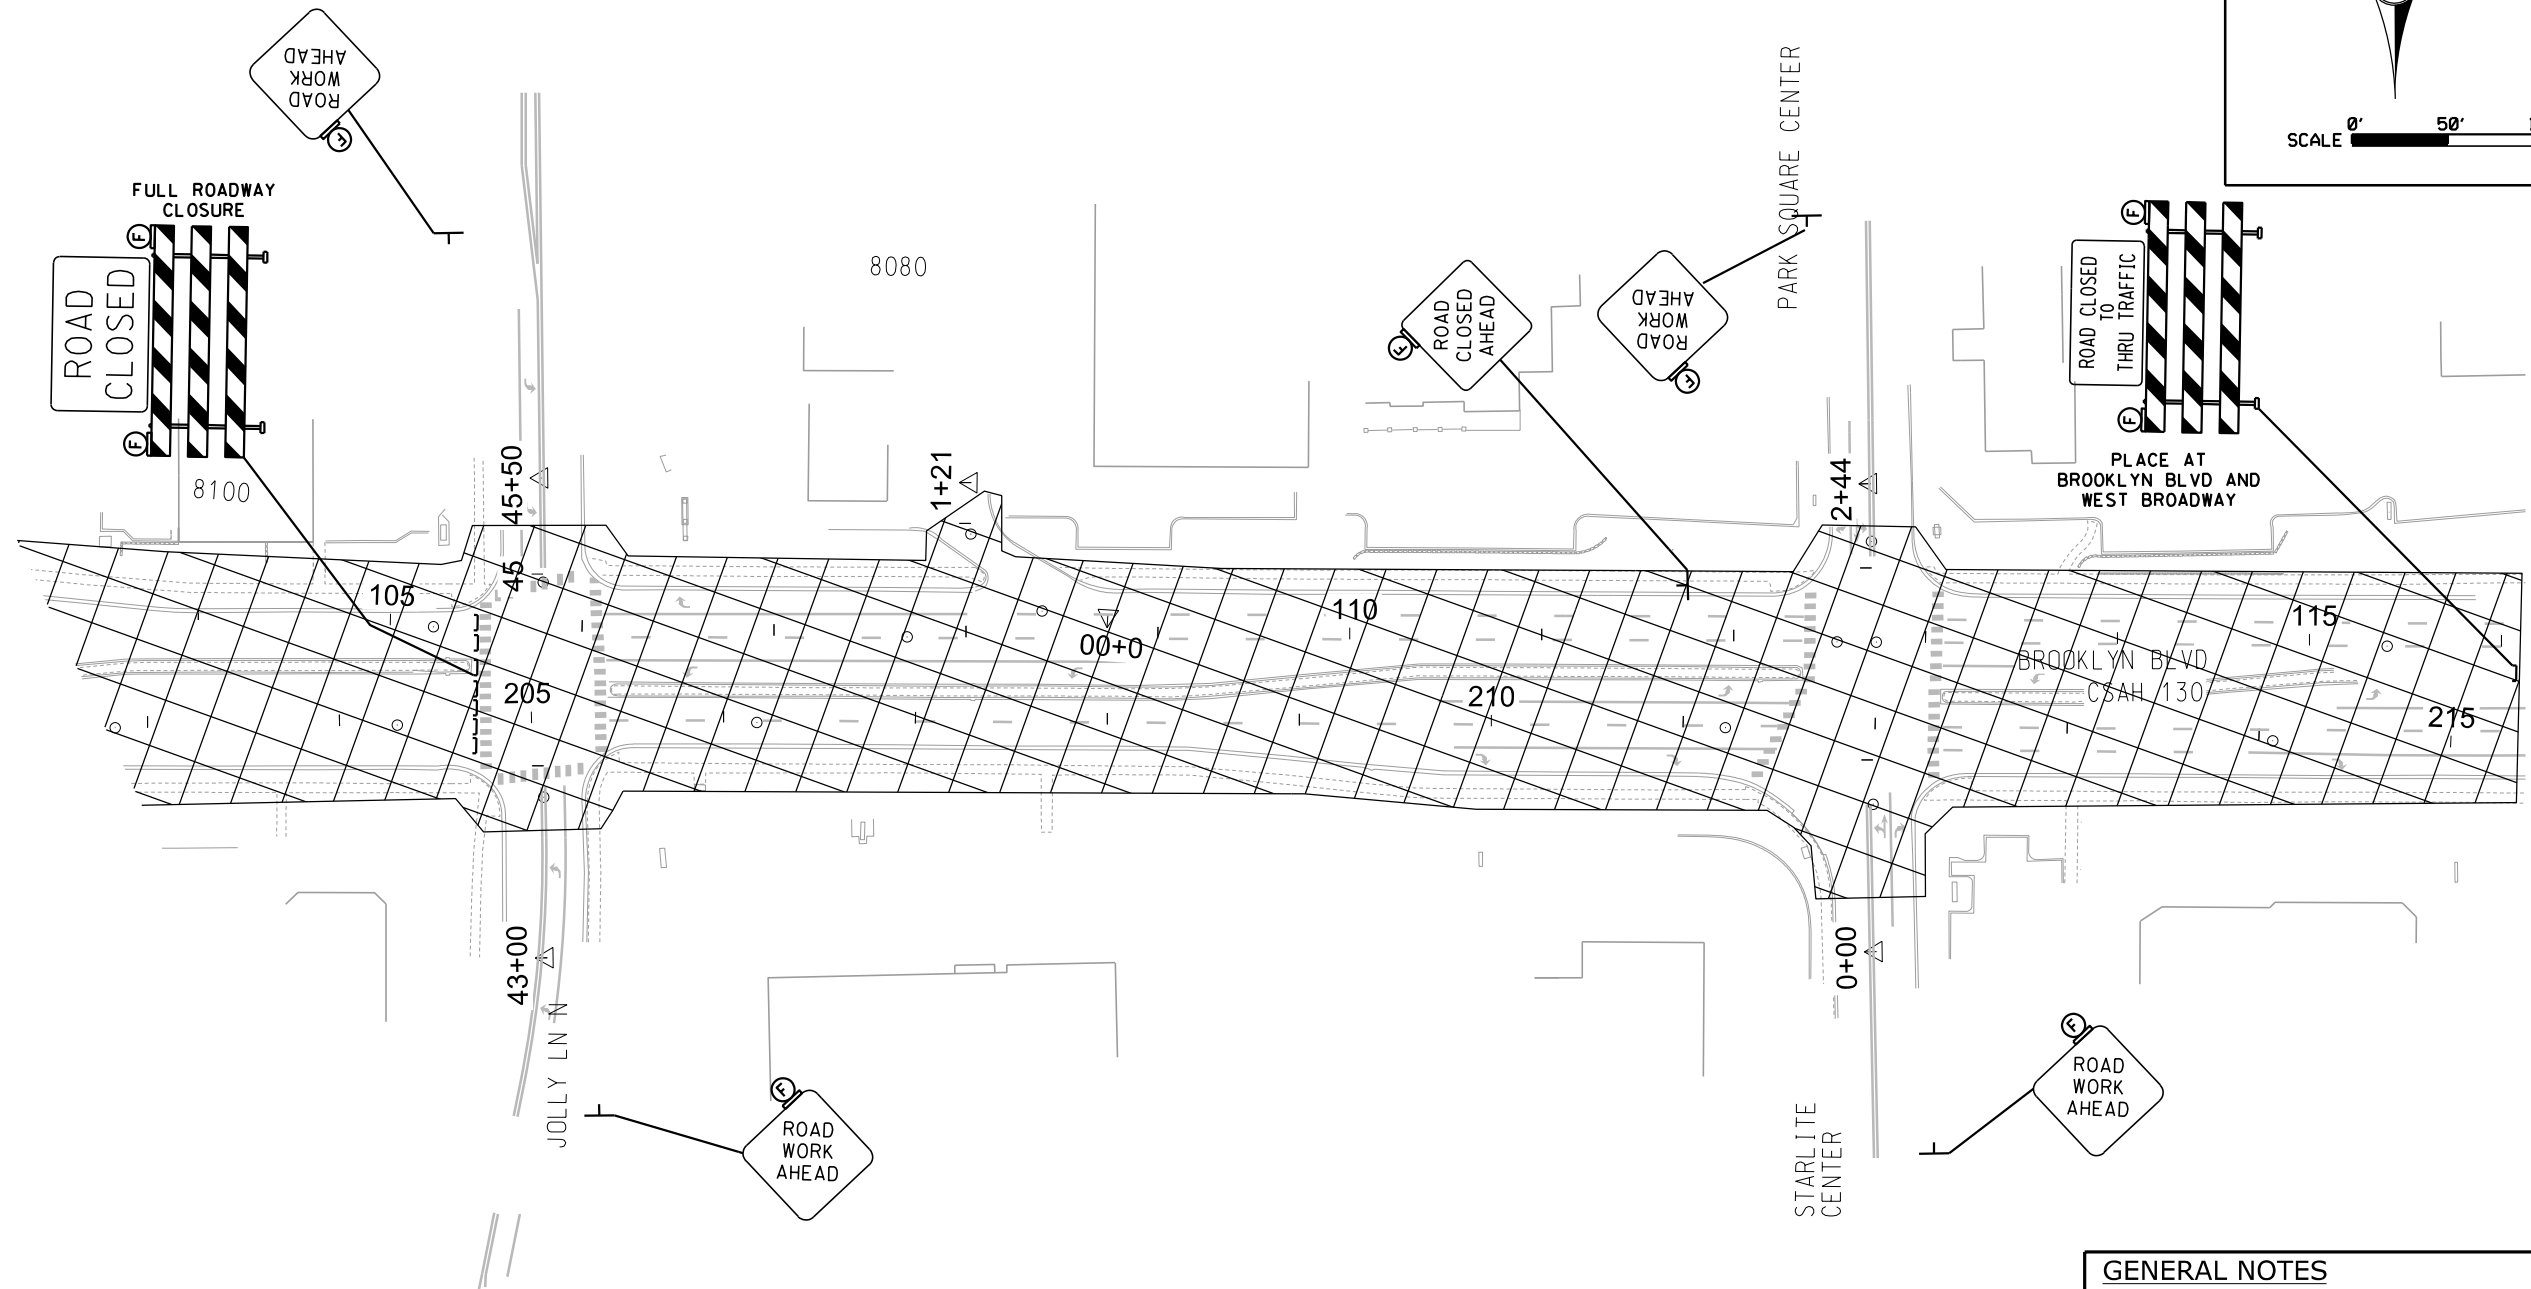 AHEAD
WORK
ROAD
F
FULL ROADWAY
CLOSURE
F
ROAD
CLOSED
F
8100
8080
PARK SQUARE CENTER
ROAD
CLOSED
AHEAD
F
AHEAD
WORK
ROAD
F
0' 50'
SCALE
F
ROAD CLOSED
TO
THRU TRAFFIC
F
PLACE AT
BROOKLYN BLVD AND
WEST BROADWAY
45+50
45
1+21
2+44
105
110
115
00+0
205
210
215
BROOKLYN BLVD
CSAH 130
43+00
0+00
JOLLY LN N
F
ROAD
WORK
AHEAD
STARLITE
CENTER
F
ROAD
WORK
AHEAD
GENERAL NOTES